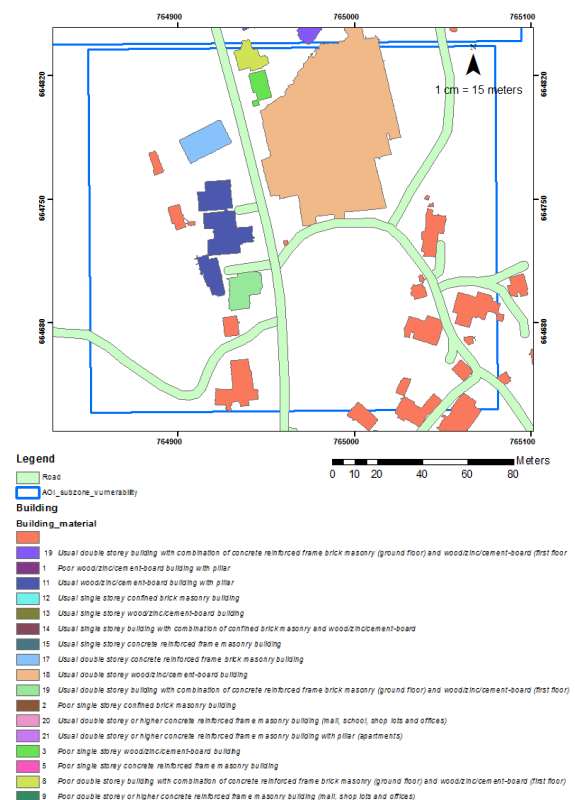 764900 765000 765100
664820 664820
N
1 cm = 15 meters
664750 664750
664680 664680
764900 765000 765100
Legend
Road
AOI_subzone_vurnerability
Building
Building_material
Meters
0 10 20 40 60 80
19 Usual double storey building with combination of concrete reinforced frame brick masonry (ground floor) and wood/zinc/cement-board (first floor
1 Poor wood/zinc/cement-board building with pillar
11 Usual wood/zinc/cement-board building with pillar
12 Usual single storey confined brick masonry building
13 Usual single storey wood/zinc/cement-board building
14 Usual single storey building with combination of confined brick masonry and wood/zinc/cement-board
15 Usual single storey concrete reinforced frame masonry building
17 Usual double storey concrete reinforced frame brick masonry building
18 Usual double storey wood/zinc/cement-board building
19 Usual double storey building with combination of concrete reinforced frame brick masonry (ground floor) and wood/zinc/cement-board (first floor)
2 Poor single storey confined brick masonry building
20 Usual double storey or higher concrete reinforced frame masonry building (mall, school, shop lots and offices)
21 Usual double storey or higher concrete reinforced frame masonry building with pillar (apartments)
3 Poor single storey wood/zinc/cement-board building
5 Poor single storey concrete reinforced frame masonry building
8 Poor double storey building with combination of concrete reinforced frame brick masonry (ground floor) and wood/zinc/cement-board (first floor)
9 Poor double storey or higher concrete reinforced frame masonry building (mall, shop lots and offices)